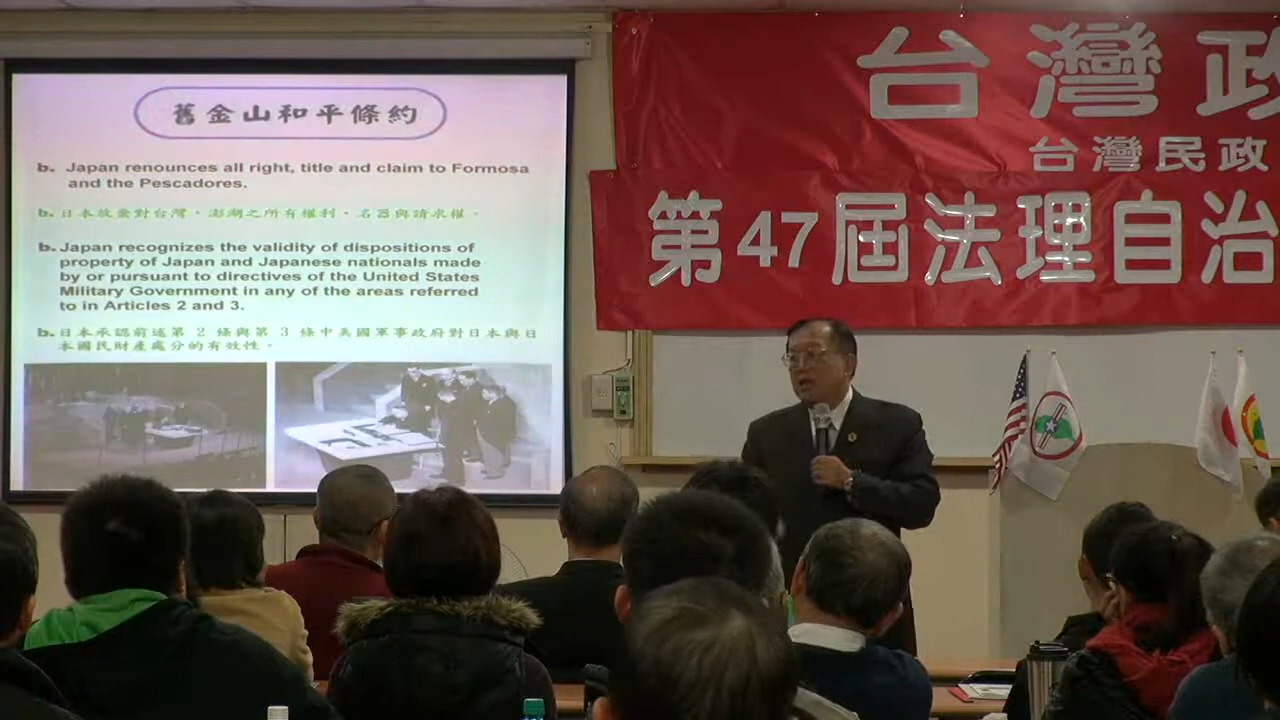 舊金山和平條約
b. Japan renounces all right, title and claim to Formosa
and the Pescadores.
b. 日本放棄對台灣、澎湖之所有權利、名器與請求權。
b. Japan recognizes the validity of dispositions of
property of Japan and Japanese nationals made
by or pursuant to directives of the United States
Military Government in any of the areas referred
to in Articles 2 and 3.
b. 日本承認前述第 2 條與第 3 條中美國軍事政府對日本與日
本國民財產處分的有效性。
台灣政
台灣民政
第47屆法理自治